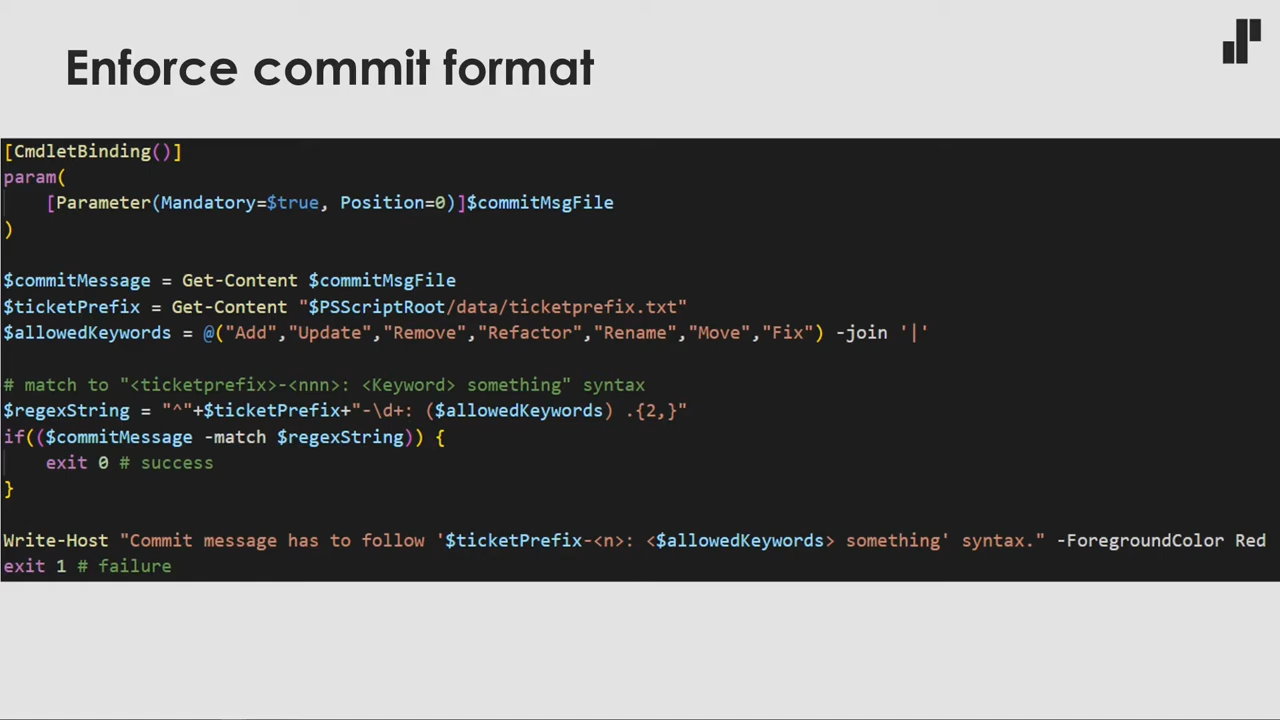 Enforce commit format
[CmdletBinding()]
param(
    [Parameter(Mandatory=$true, Position=0)]$commitMsgFile
)
$commitMessage = Get-Content $commitMsgFile
$ticketPrefix = Get-Content "$PSScriptRoot/data/ticketprefix.txt"
$allowedKeywords = @("Add","Update","Remove","Refactor","Rename","Move","Fix") -join '|'
# match to "<ticketprefix>-<nnn>: <Keyword> something" syntax
$regexString = "^"+$ticketPrefix+"-\d+: ($allowedKeywords) .{2,}"
if(($commitMessage -match $regexString)) {
    exit 0 # success
}
Write-Host "Commit message has to follow '$ticketPrefix-<n>: <$allowedKeywords> something' syntax." -ForegroundColor Red
exit 1 # failure